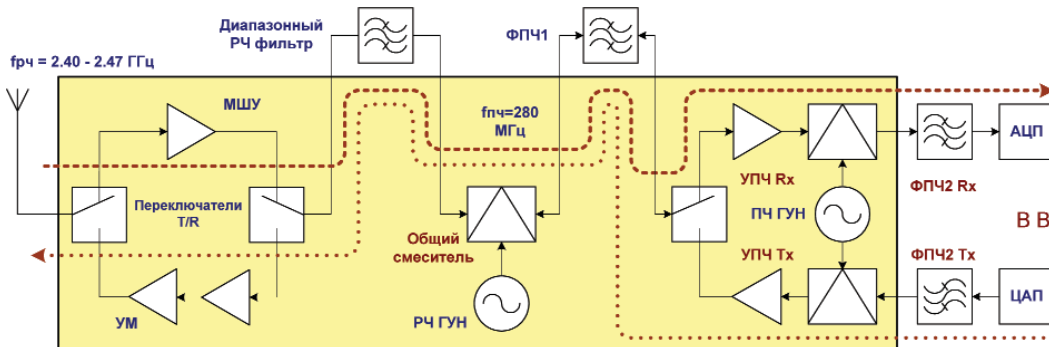 Диапазонный
РЧ фильтр
ФПЧ1
fрч = 2.40 - 2.47 ГГц
МШУ
fпч=280
МГц
АЦП
УПЧ Rx
ФПЧ2 Rx
Переключатели
T/R
ПЧ ГУН
В В
Общий
смеситель
УПЧ Tx
ФПЧ2 Tx
УМ
РЧ ГУН
ЦАП